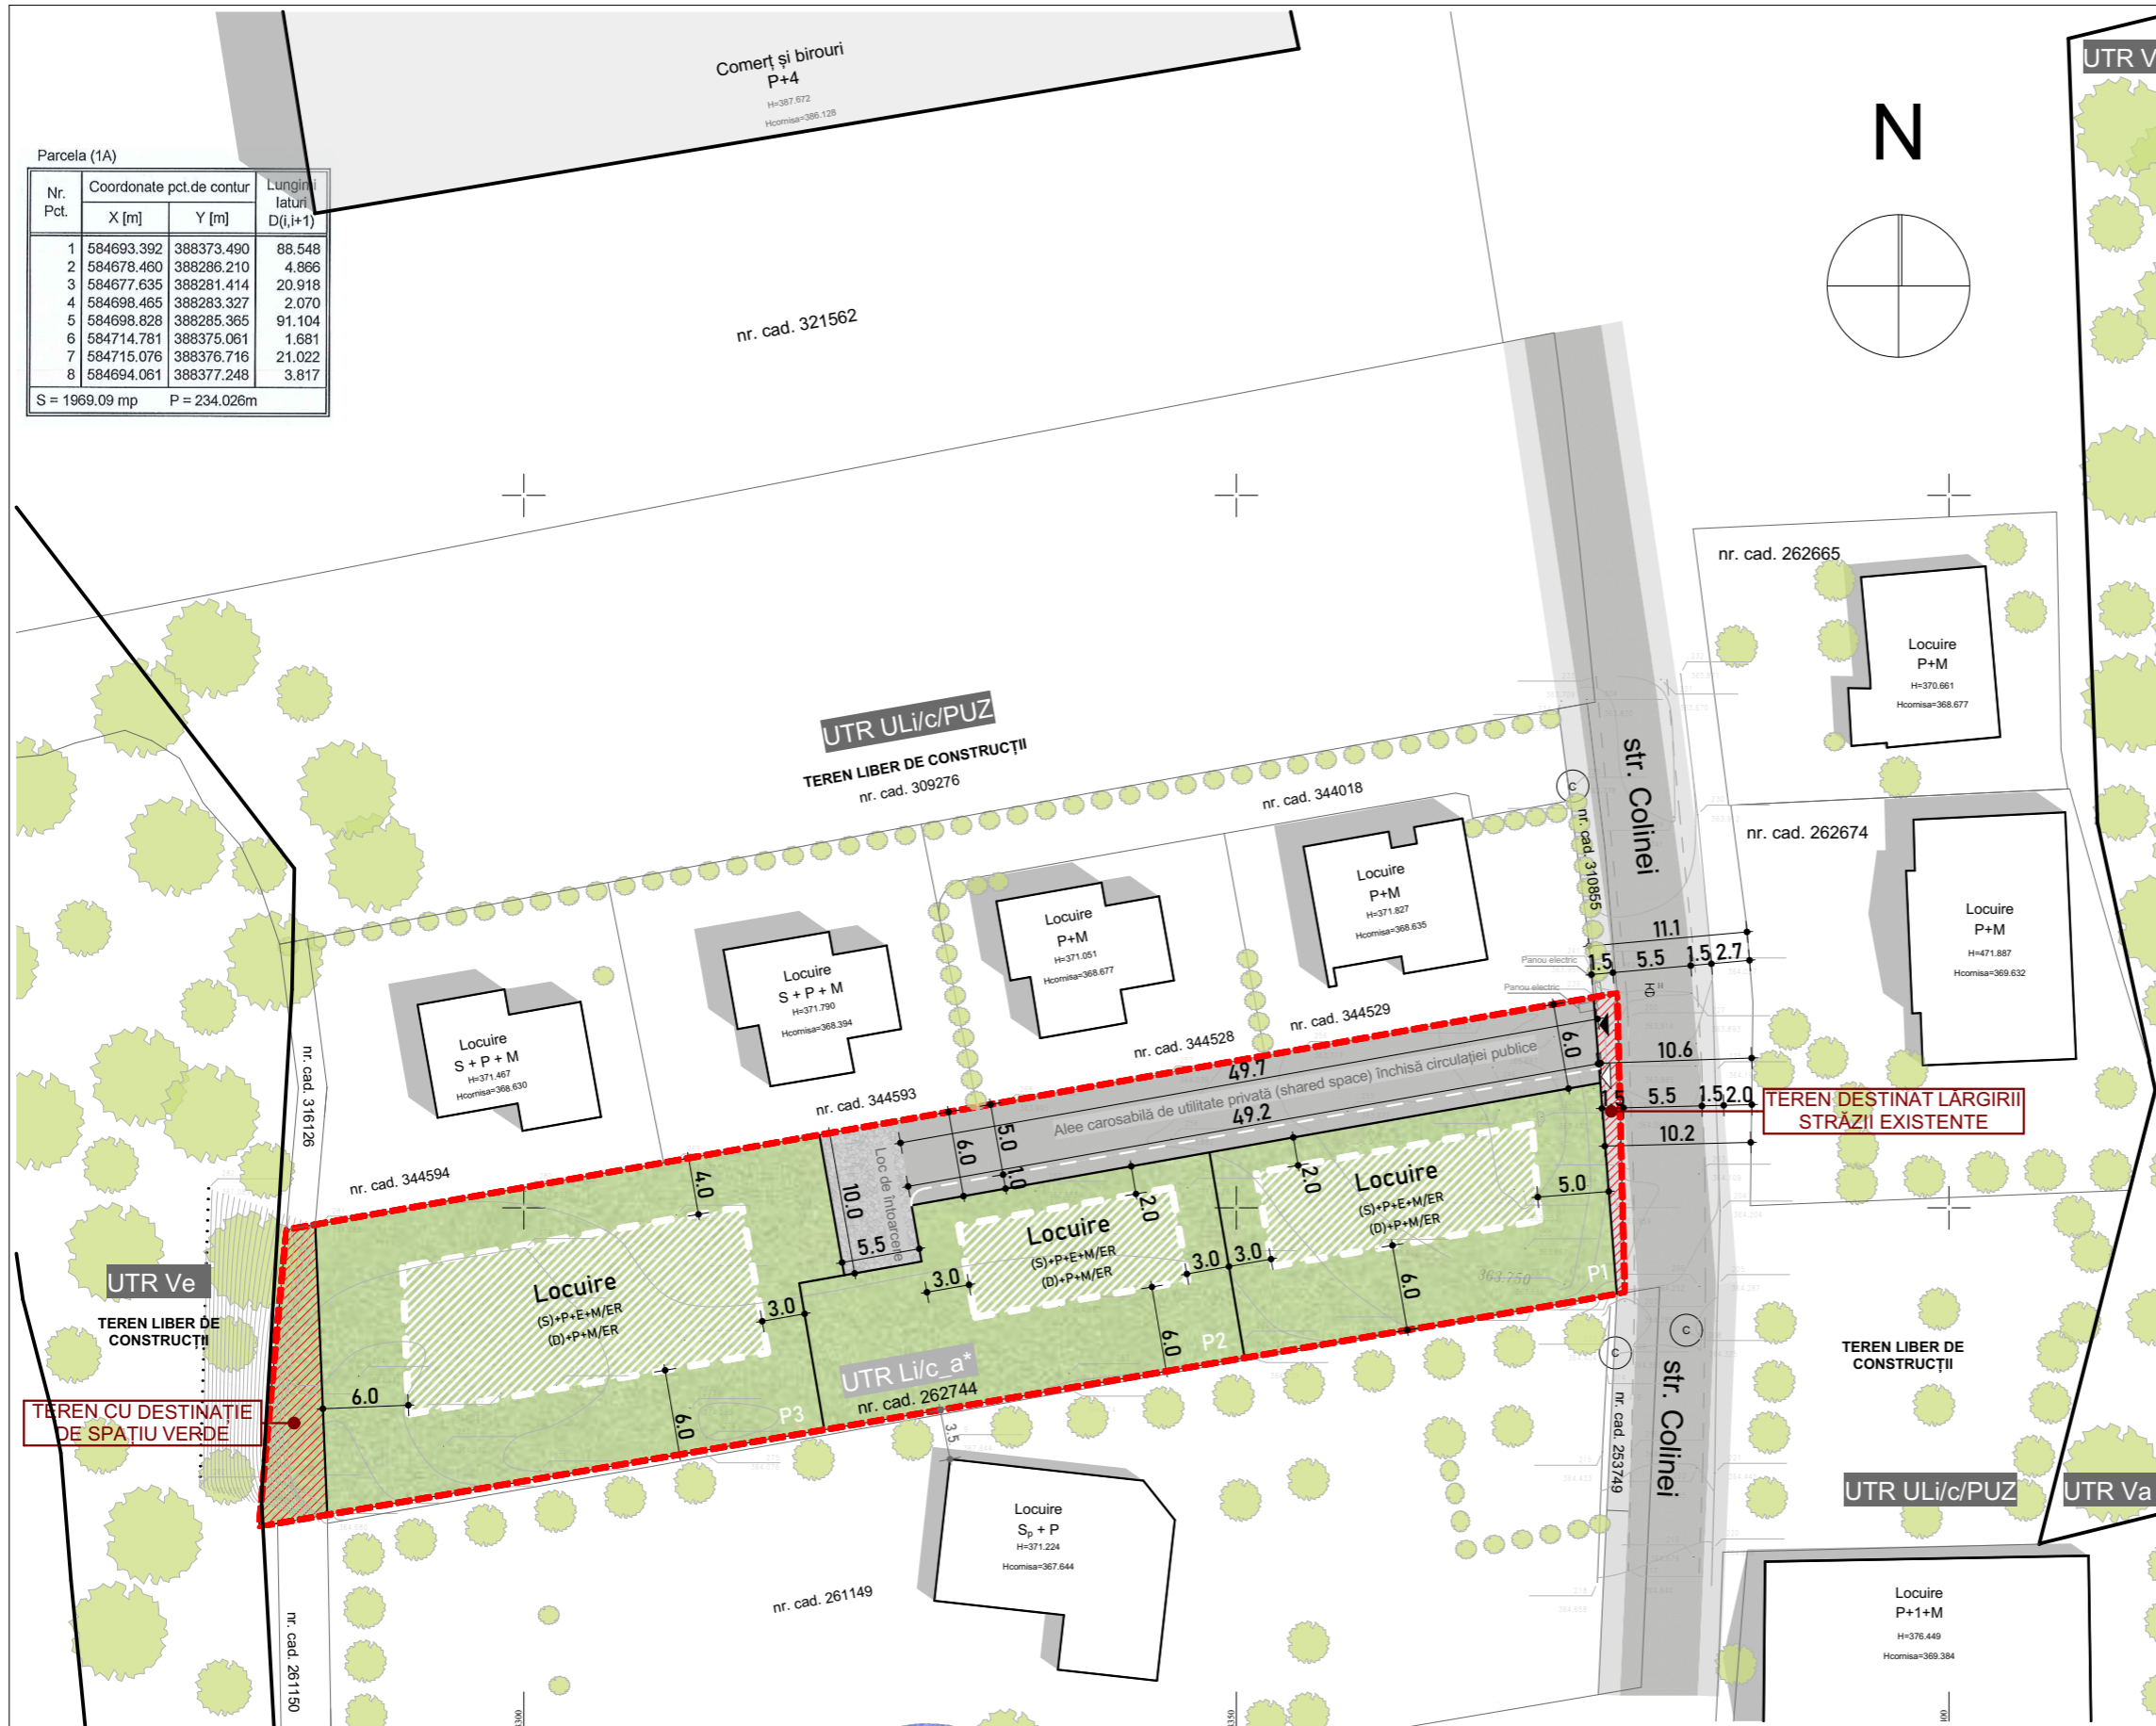 Comerț și birouri
P+4
H=387.672
Hcornisa=386.128
UTR V
N
Parcela (1A)
Nr. Pct. Coordonate pct.de contur Lungimi laturi D(i,i+1)
X [m] Y [m]
1 584693.392 388373.490 88.548
2 584678.460 388286.210 4.866
3 584677.635 388281.414 20.918
4 584698.465 388283.327 2.070
5 584698.828 388285.365 91.104
6 584714.781 388375.061 1.681
7 584715.076 388376.716 21.022
8 584694.061 388377.248 3.817
S = 1969.09 mp P = 234.026m
nr. cad. 321562
nr. cad. 262665
Locuire
P+M
H=370.661
Hcornisa=368.677
UTR ULi/c/PUZ
TEREN LIBER DE CONSTRUCȚII
nr. cad. 309276
nr. cad. 344018
str. Colinei
nr. cad. 310855
c
nr. cad. 262674
Locuire
P+M
H=471.887
Hcornisa=369.632
Locuire
P+M
H=371.827
Hcornisa=368.635
Locuire
P+M
H=371.051
Hcornisa=368.677
Locuire
S + P + M
H=371.790
Hcornisa=368.394
Locuire
S + P + M
H=371.467
Hcornisa=368.630
11.1
1.5 5.5 1.5 2.7
Panou electric
Panou electric
nr. cad. 316126
nr. cad. 344529
nr. cad. 344528
nr. cad. 344593
nr. cad. 344594
49.7
Alee carosabilă de utilitate privată (shared space) închisă circulației publice
49.2
6.0
10.6
1.5 5.5 1.5 2.0
10.2
TEREN DESTINAT LĂRGIRII
STRĂZII EXISTENTE
6.0
5.0
1.0
4.0
10.0
Loc de întoarcere
5.5
2.0
2.0
5.0
Locuire
(S)+P+E+M/ER
(D)+P+M/ER
Locuire
(S)+P+E+M/ER
(D)+P+M/ER
Locuire
(S)+P+E+M/ER
(D)+P+M/ER
3.0
3.0
3.0
3.0
6.0
6.0
6.0
6.0
363.750
P1
P2
P3
UTR Ve
TEREN LIBER DE
CONSTRUCȚII
TEREN CU DESTINAȚIE
DE SPAȚIU VERDE
UTR Li/c_a*
nr. cad. 262744
3.5
Locuire
Sp + P
H=371.224
Hcornisa=367.644
nr. cad. 261149
nr. cad. 261150
c
c
str. Colinei
nr. cad. 253749
TEREN LIBER DE
CONSTRUCȚII
UTR ULi/c/PUZ
UTR Va
Locuire
P+1+M
H=376.449
Hcornisa=369.384